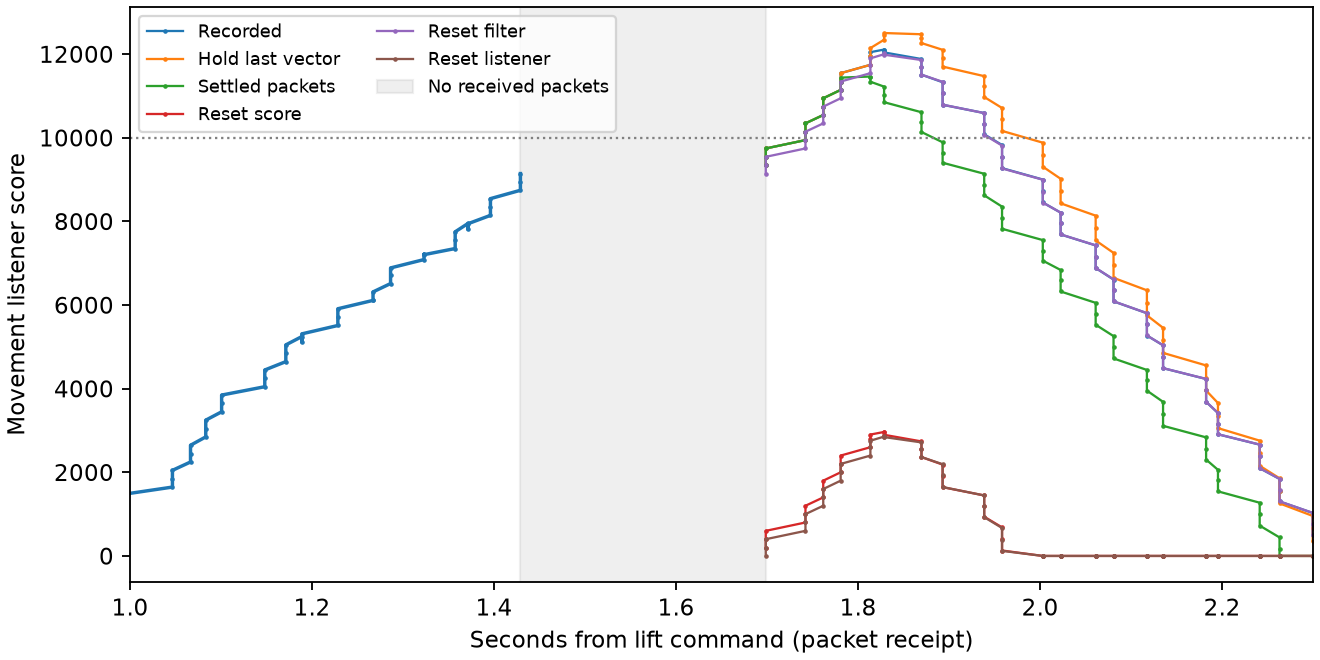 Recorded
Hold last vector
Settled packets
Reset score
Reset filter
Reset listener
No received packets
12000
10000
8000
6000
4000
2000
0
Movement listener score
1.0 1.2 1.4 1.6 1.8 2.0 2.2
Seconds from lift command (packet receipt)